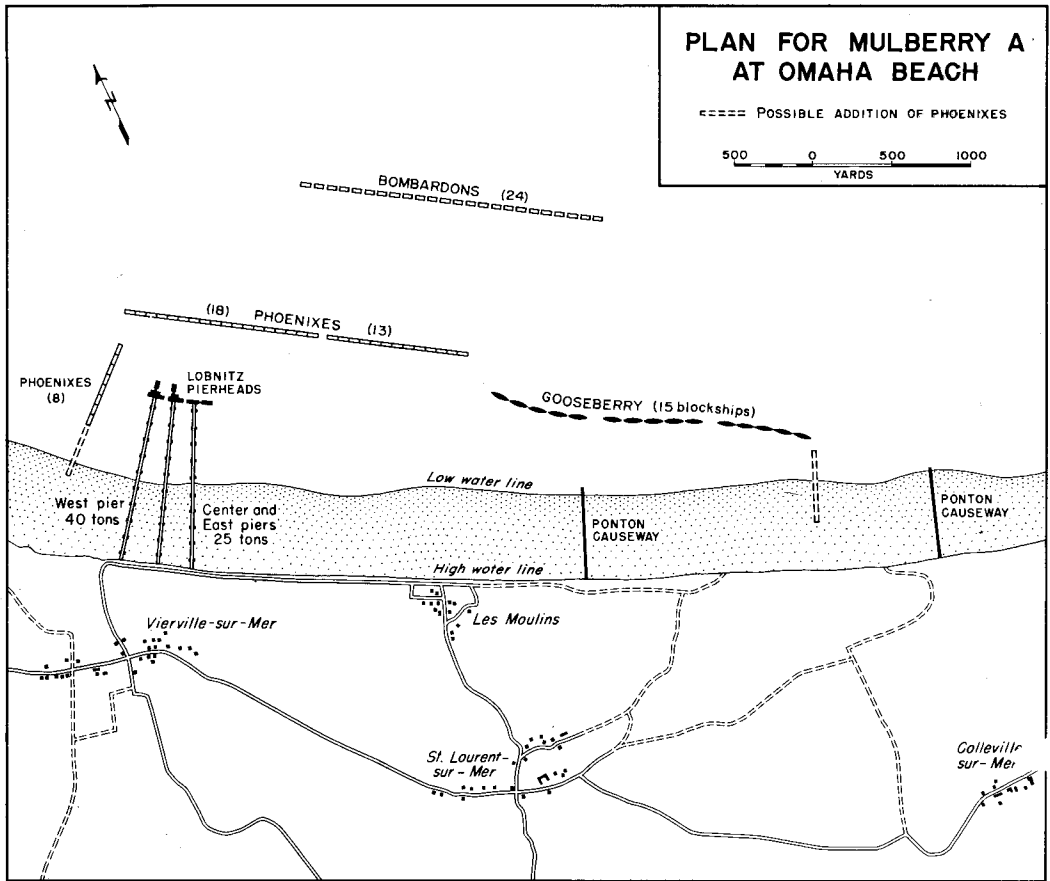 PLAN FOR MULBERRY A
AT OMAHA BEACH
POSSIBLE ADDITION OF PHOENIXES
500 0 500 1000
YARDS
N
BOMBARDONS (24)
(18) PHOENIXES (13)
PHOENIXES
(8)
LOBNITZ
PIERHEADS
GOOSEBERRY (15 blockships)
Low water line
West pier
40 tons
Center and
East piers
25 tons
PONTON
CAUSEWAY
PONTON
CAUSEWAY
High water line
Vierville-sur-Mer
Les Moulins
St. Lourent-
sur-Mer
Colleville
sur-Mer